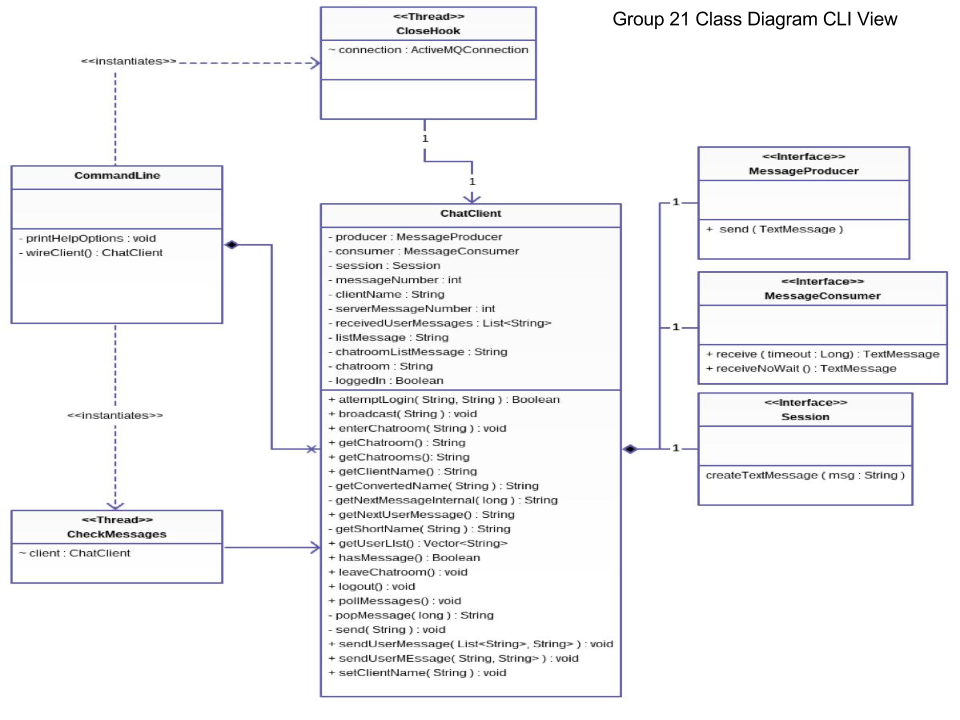 Group 21 Class Diagram CLI View
<<Thread>>
CloseHook
~ connection : ActiveMQConnection
<<instantiates>>
1
1
CommandLine
- printHelpOptions : void
- wireClient() : ChatClient
<<instantiates>>
<<Thread>>
CheckMessages
~ client : ChatClient
ChatClient
- producer : MessageProducer
- consumer : MessageConsumer
- session : Session
- messageNumber : int
- clientName : String
- serverMessageNumber : int
- receivedUserMessages : List<String>
- listMessage : String
- chatroomListMessage : String
- chatroom : String
- loggedIn : Boolean
+ attemptLogin( String, String ) : Boolean
+ broadcast( String ) : void
+ enterChatroom( String ) : void
+ getChatroom() : String
+ getChatrooms(): String
+ getClientName() : String
- getConvertedName( String ) : String
- getNextMessageInternal( long ) : String
+ getNextUserMessage() : String
- getShortName( String ) : String
+ getUserLIst() : Vector<String>
+ hasMessage() : Boolean
+ leaveChatroom() : void
+ logout() : void
+ pollMessages() : void
- popMessage( long ) : String
- send( String ) : void
+ sendUserMessage( List<String>, String> ) : void
+ sendUserMEssage( String, String> ) : void
+ setClientName( String ) : void
1
<<Interface>>
MessageProducer
+ send ( TextMessage )
1
<<Interface>>
MessageConsumer
+ receive ( timeout : Long) : TextMessage
+ receiveNoWait () : TextMessage
1
<<Interface>>
Session
createTextMessage ( msg : String )